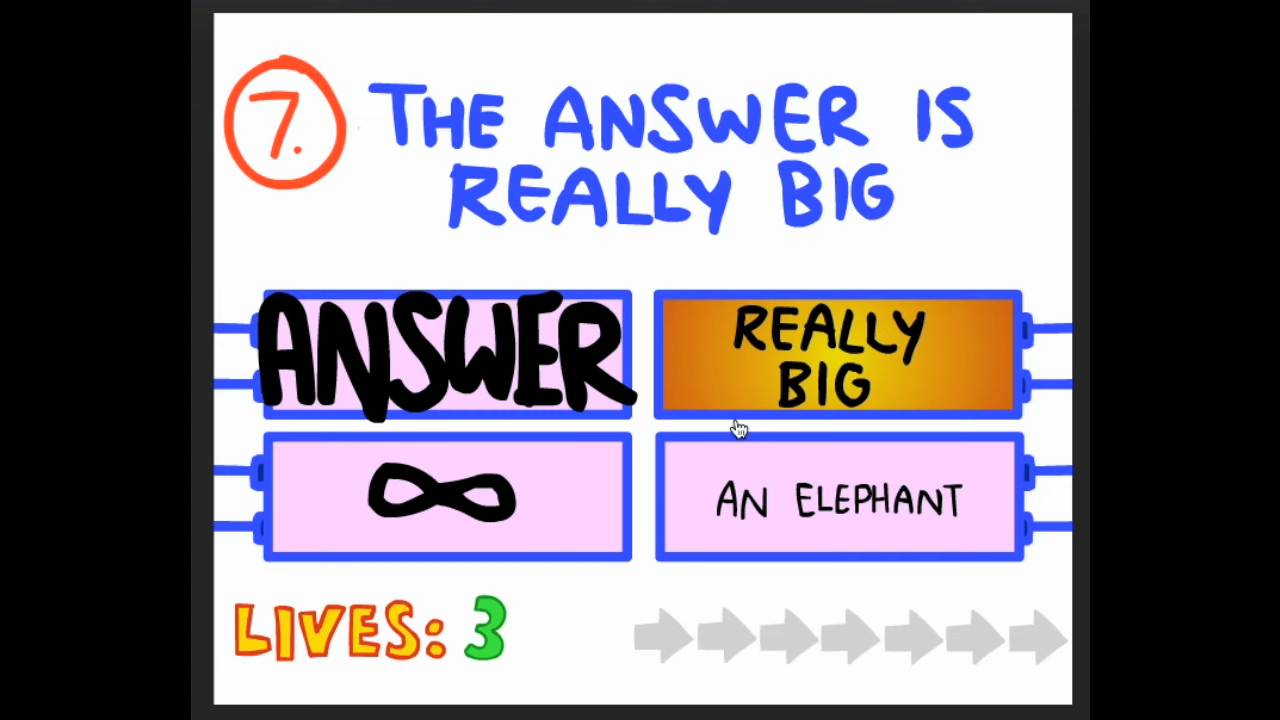 7. THE ANSWER IS
REALLY BIG
ANSWER
REALLY
BIG
∞
AN ELEPHANT
LIVES: 3